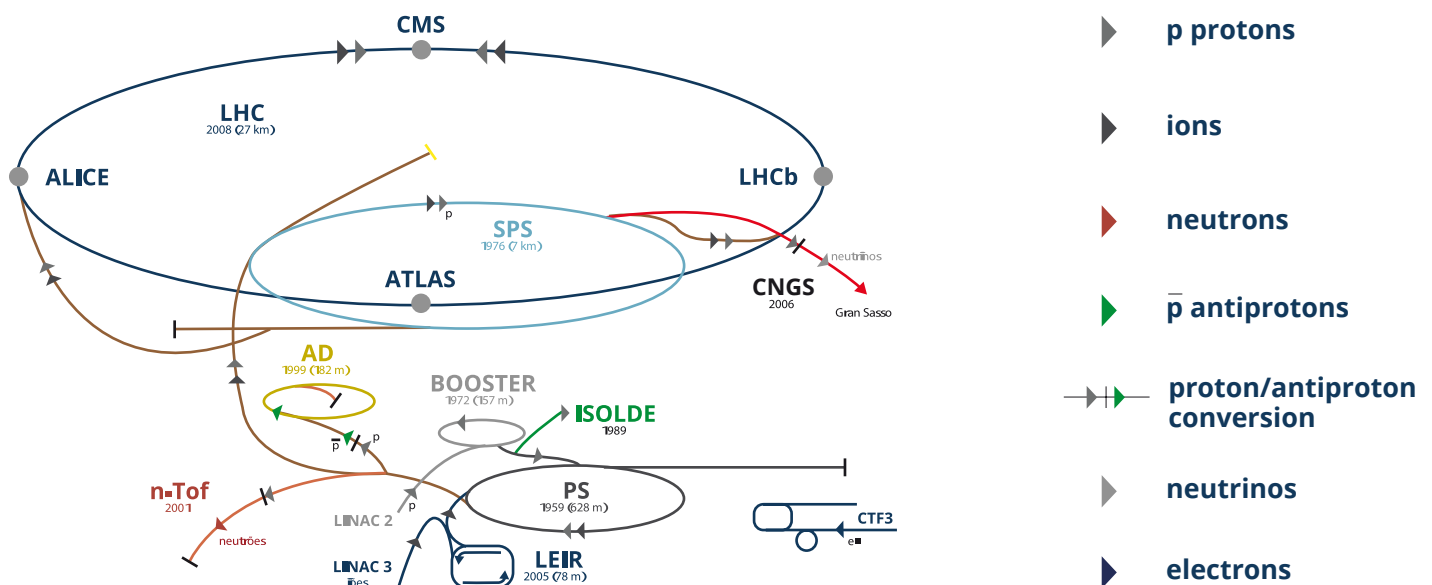 CMS
LHC
2008 (27 km)
ALICE
LHCb
p
SPS
1976 (7 km)
ATLAS
neutrinos
CNGS
2006
Gran Sasso
AD
1999 (182 m)
BOOSTER
1972 (157 m)
ISOLDE
1989
p
p̅
n-Tof
2001
neutrões
LINAC 2
p
PS
1959 (628 m)
CTF3
e-
LINAC 3
LEIR
2005 (78 m)
p protons
ions
neutrons
p̅ antiprotons
proton/antiproton
conversion
neutrinos
electrons